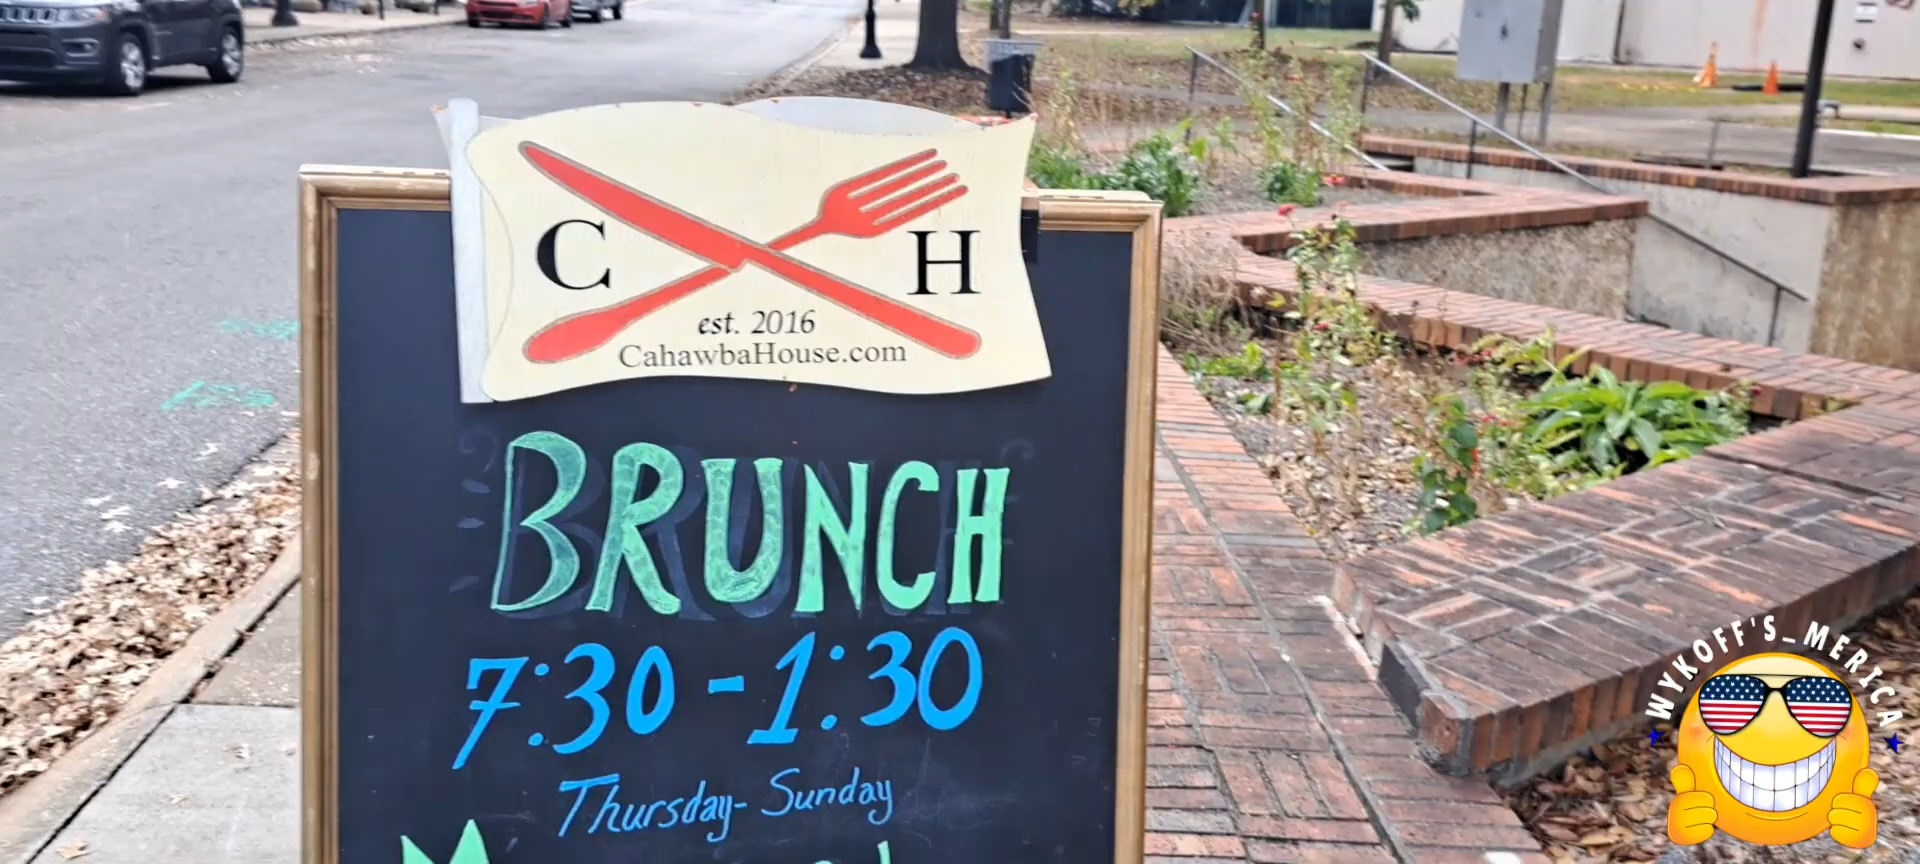 C H
est. 2016
CahawbaHouse.com
BRUNCH
7:30-1:30
Thursday-Sunday
WYKOFF'S_MERICA